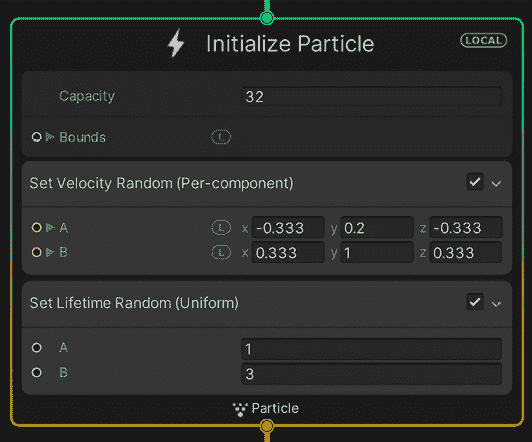 Initialize Particle LOCAL
Capacity 32
Bounds L
Set Velocity Random (Per-component)
A L x -0.333 y 0.2 z -0.333
B L x 0.333 y 1 z 0.333
Set Lifetime Random (Uniform)
A 1
B 3
Particle